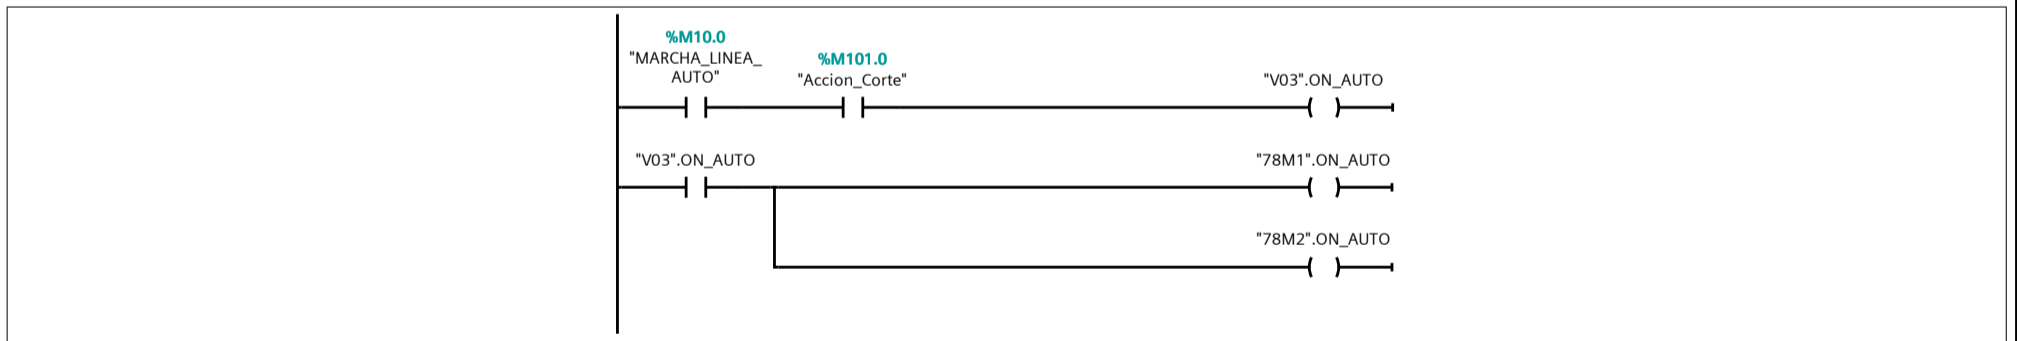 %M10.0
"MARCHA_LINEA_
AUTO"
%M101.0
"Accion_Corte"
"V03".ON_AUTO
"V03".ON_AUTO
"78M1".ON_AUTO
"78M2".ON_AUTO